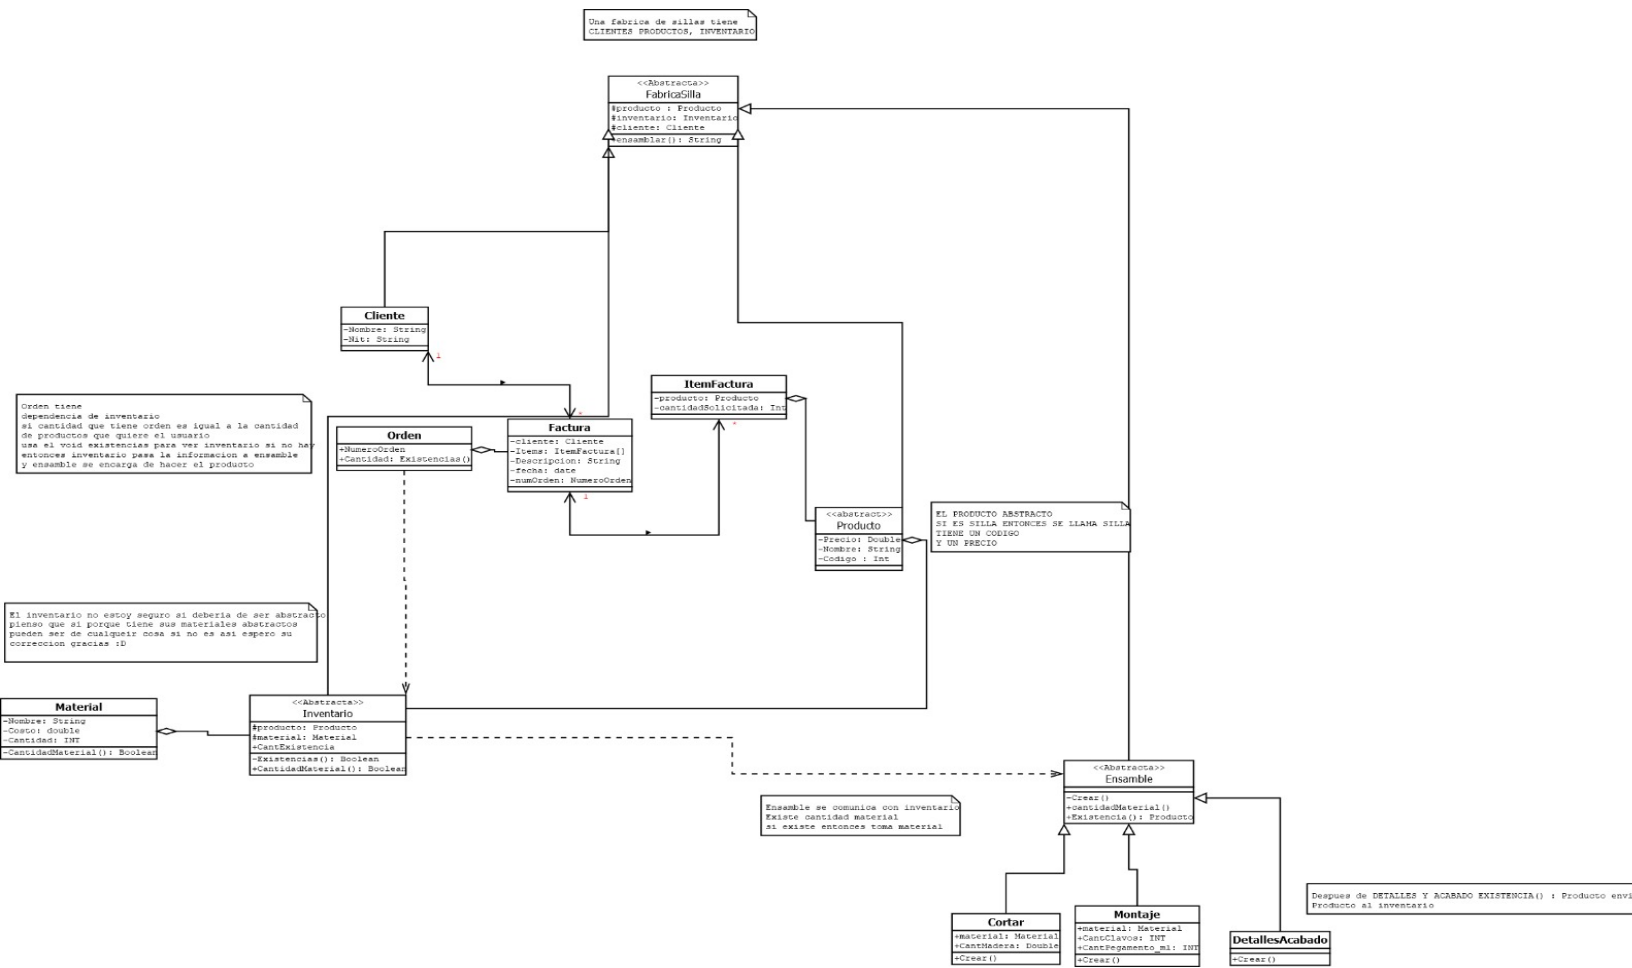 Una fabrica de sillas tiene
CLIENTES PRODUCTOS, INVENTARIO
<<Abstracta>>
FabricaSilla
#producto : Producto
#inventario: Inventario
#cliente: Cliente
+ensamblar(): String
Cliente
-Nombre: String
-Nit: String
1
ItemFactura
-producto: Producto
-cantidadSolicitada: Int
*
Orden tiene
dependencia de inventario
si cantidad que tiene orden es igual a la cantidad
de productos que quiere el usuario
usa el void existencias para ver inventario si no hay
entonces inventario pasa la informacion a ensamble
y ensamble se encarga de hacer el producto
Orden
+NumeroOrden
+Cantidad: Existencias()
*
Factura
-cliente: Cliente
-Items: ItemFactura[]
-Descripcion: String
-fecha: date
-numOrden: NumeroOrden
1
<<abstract>>
Producto
-Precio: Double
-Nombre: String
-Codigo : Int
EL PRODUCTO ABSTRACTO
SI ES SILLA ENTONCES SE LLAMA SILLA
TIENE UN CODIGO
Y UN PRECIO
El inventario no estoy seguro si deberia de ser abstracto
pienso que si porque tiene sus materiales abstractos
pueden ser de cualqueir cosa si no es asi espero su
correccion gracias :D
Material
-Nombre: String
-Costo: double
-Cantidad: INT
-CantidadMaterial(): Boolean
<<Abstracta>>
Inventario
#producto: Producto
#material: Material
+CantExistencia
-Existencias(): Boolean
+CantidadMaterial(): Boolean
<<Abstracta>>
Ensamble
-Crear()
+cantidadMaterial()
+Existencia(): Producto
Ensamble se comunica con inventario
Existe cantidad material
si existe entonces toma material
Despues de DETALLES Y ACABADO EXISTENCIA() : Producto envi
Producto al inventario
Cortar
+material: Material
+CantMadera: Double
+Crear()
Montaje
+material: Material
+CantClavos: INT
+CantPegamento_ml: INT
+Crear()
DetallesAcabado
+Crear()